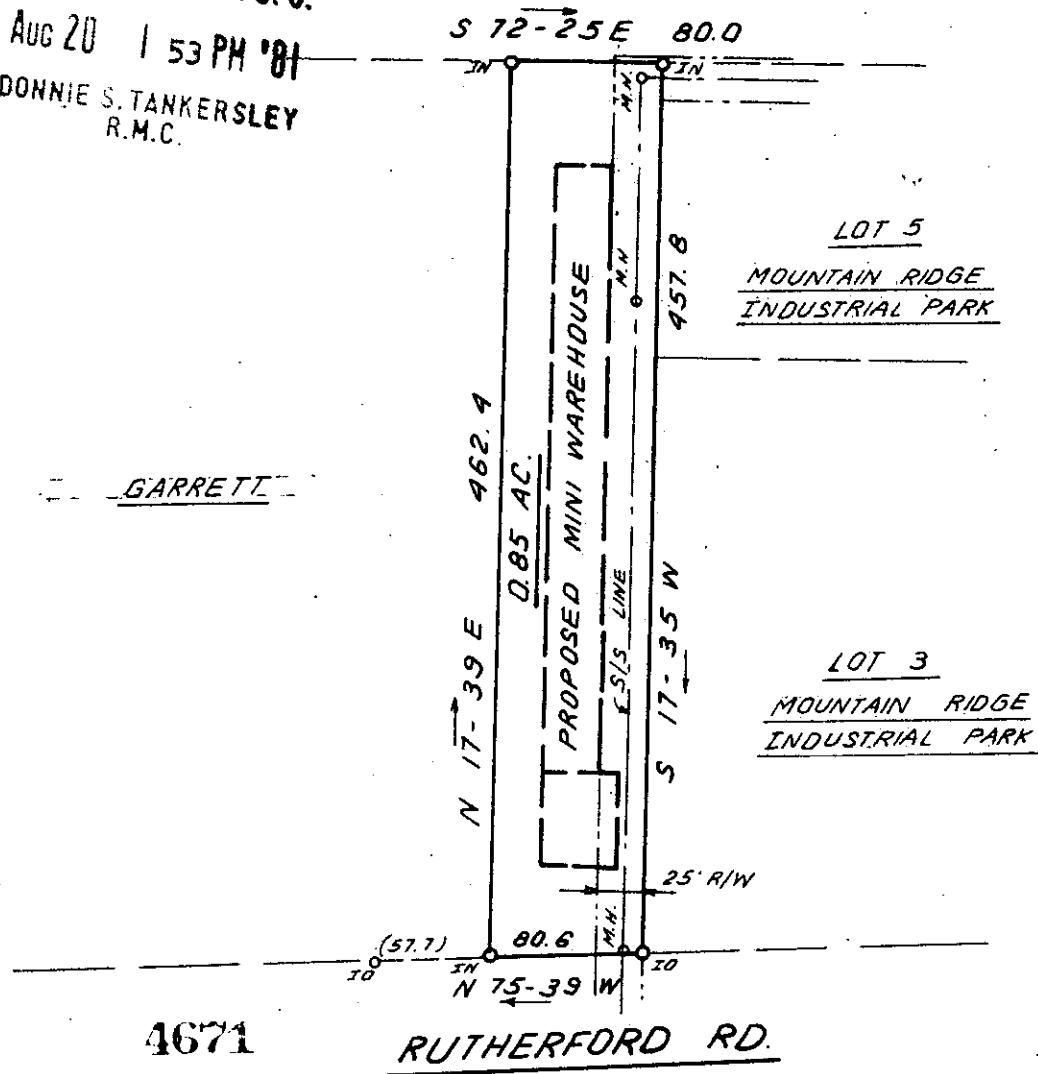 Aug 20 1 53 PM '81
DONNIE S. TANKERSLEY
R.M.C.
S 72-25 E 80.0
IN
IN
M.N.
LOT 5
MOUNTAIN RIDGE
INDUSTRIAL PARK
M.N
457.8
PROPOSED MINI WAREHOUSE
462.4
0.85 AC.
GARRETT
N 17-39 E
S/S LINE
S 17-35 W
LOT 3
MOUNTAIN RIDGE
INDUSTRIAL PARK
25' R/W
M.H.
(57.7)
80.6
IO
IN
IO
N 75-39 W
4671
RUTHERFORD RD.